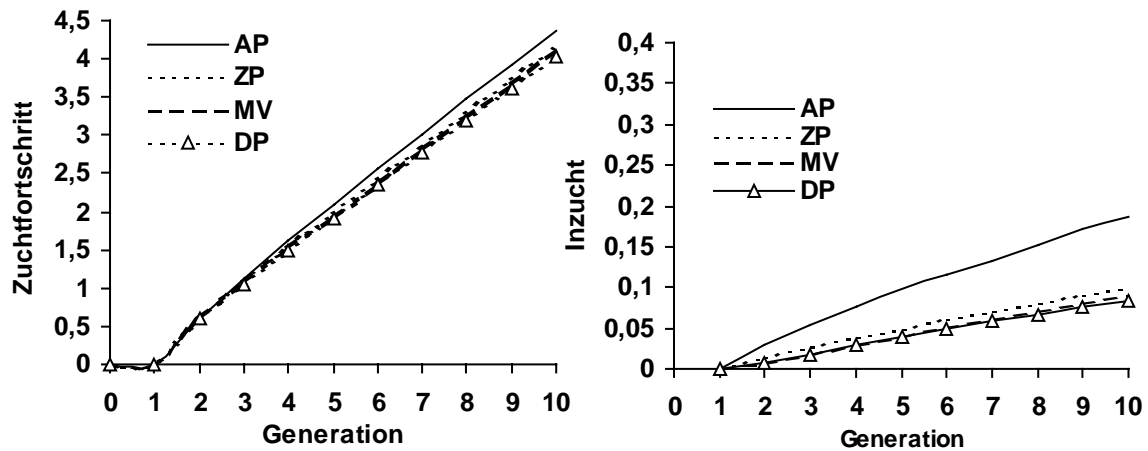 4,5
4
3,5
3
2,5
2
1,5
1
0,5
0
Zuchtfortschritt
AP
ZP
MV
DP
0 1 2 3 4 5 6 7 8 9 10
Generation
0,4
0,35
0,3
0,25
0,2
0,15
0,1
0,05
0
Inzucht
AP
ZP
MV
DP
0 1 2 3 4 5 6 7 8 9 10
Generation